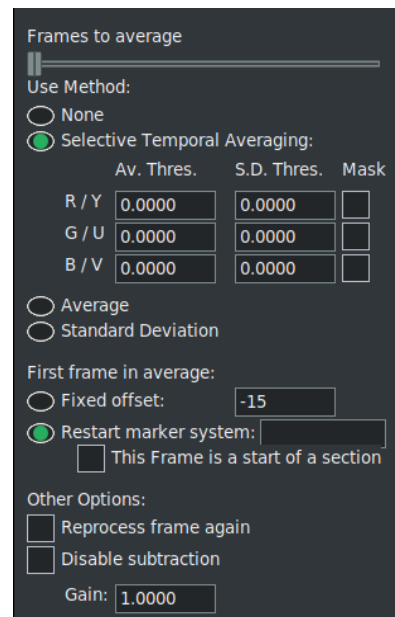 Frames to average
Use Method:
None
Selective Temporal Averaging:
Av. Thres. S.D. Thres. Mask
R / Y 0.0000 0.0000
G / U 0.0000 0.0000
B / V 0.0000 0.0000
Average
Standard Deviation
First frame in average:
Fixed offset: -15
Restart marker system:
This Frame is a start of a section
Other Options:
Reprocess frame again
Disable subtraction
Gain: 1.0000